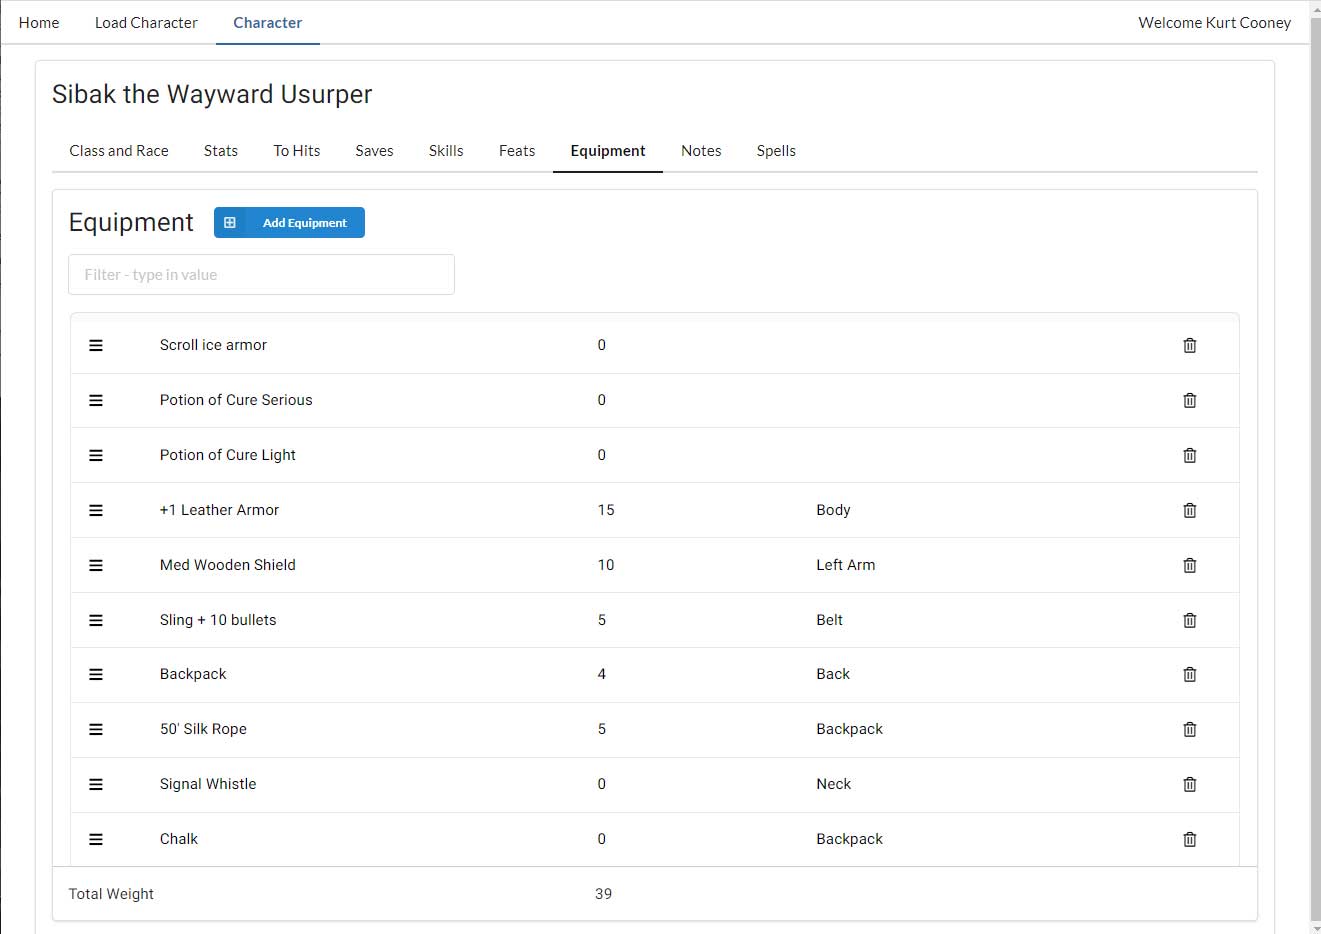 Home Load Character Character Welcome Kurt Cooney
Sibak the Wayward Usurper
Class and Race Stats To Hits Saves Skills Feats Equipment Notes Spells
Equipment Add Equipment
Filter - type in value
Scroll ice armor 0
Potion of Cure Serious 0
Potion of Cure Light 0
+1 Leather Armor 15 Body
Med Wooden Shield 10 Left Arm
Sling + 10 bullets 5 Belt
Backpack 4 Back
50' Silk Rope 5 Backpack
Signal Whistle 0 Neck
Chalk 0 Backpack
Total Weight 39